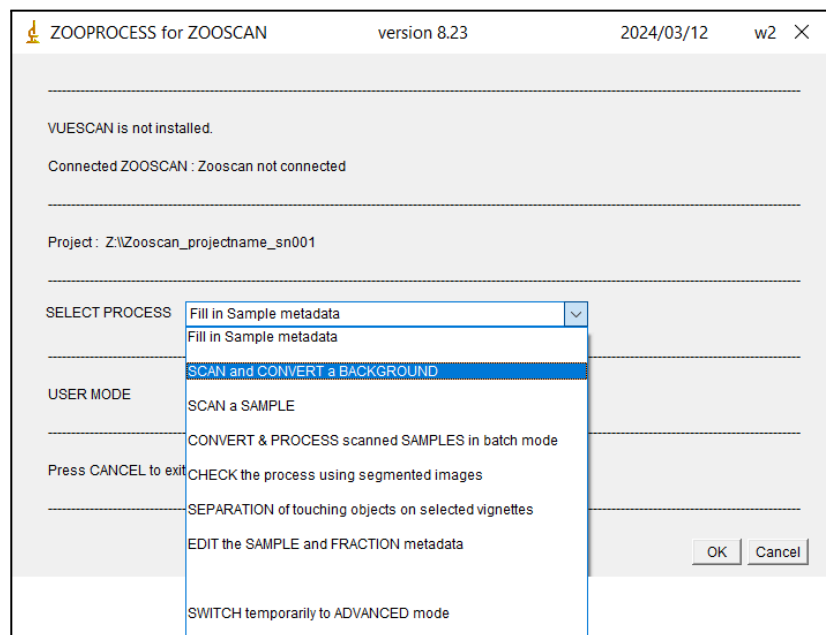 ZOOPROCESS for ZOOSCAN version 8.23 2024/03/12 w2
VUESCAN is not installed.
Connected ZOOSCAN : Zooscan not connected
Project : Z:\\Zooscan_projectname_sn001
SELECT PROCESS Fill in Sample metadata
Fill in Sample metadata
SCAN and CONVERT a BACKGROUND
USER MODE
SCAN a SAMPLE
CONVERT & PROCESS scanned SAMPLES in batch mode
Press CANCEL to exit
CHECK the process using segmented images
SEPARATION of touching objects on selected vignettes
EDIT the SAMPLE and FRACTION metadata
OK Cancel
SWITCH temporarily to ADVANCED mode